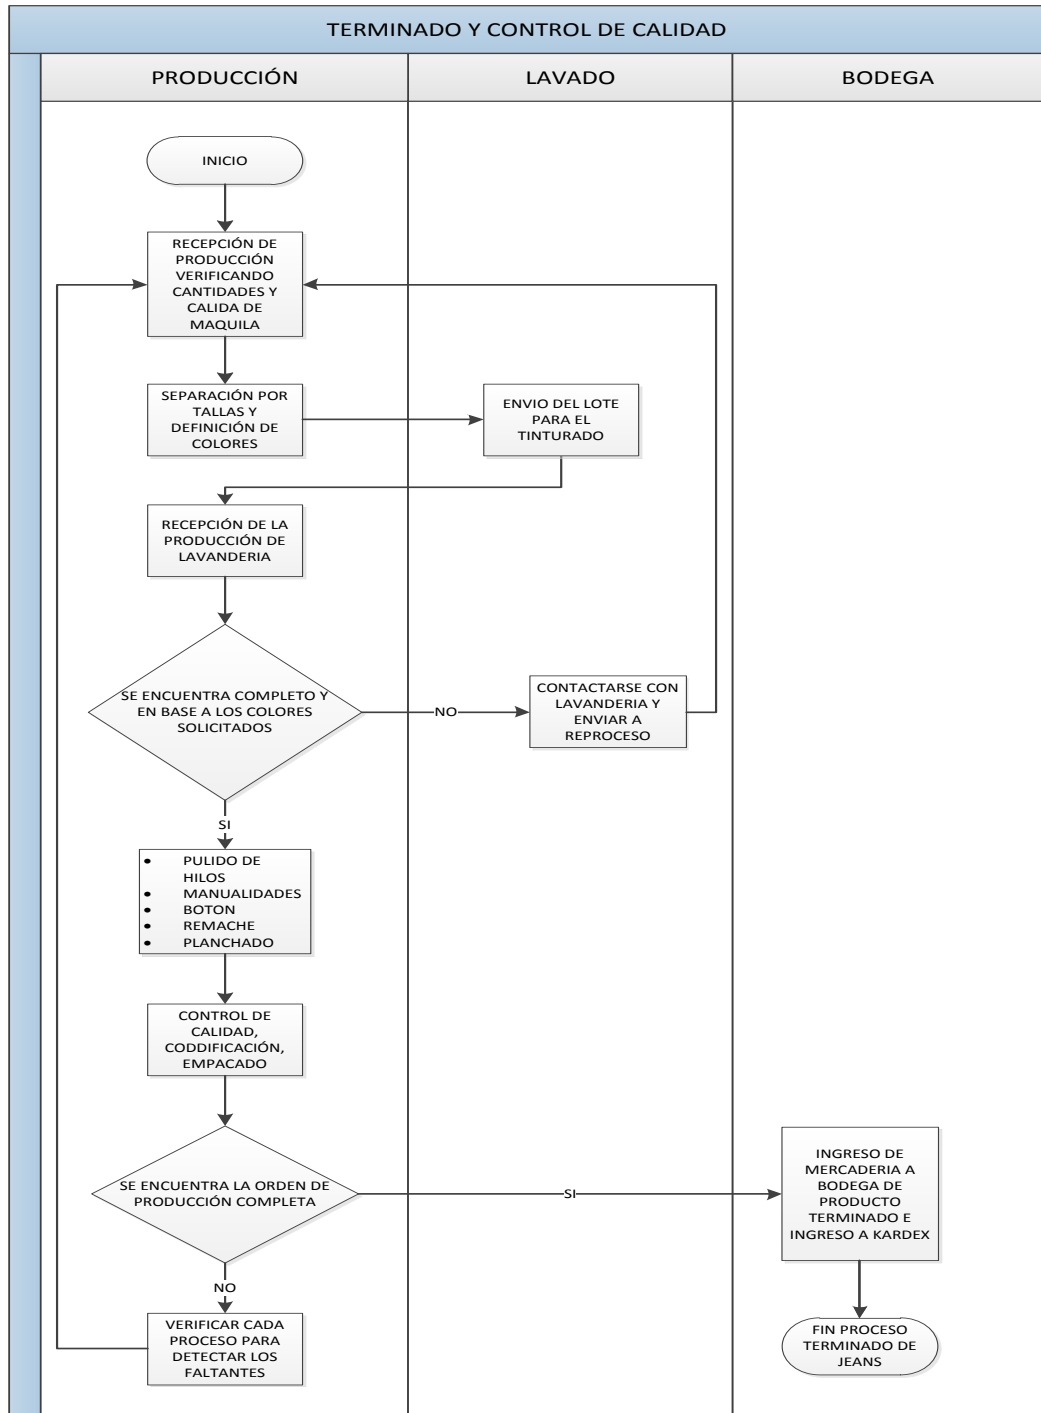 TERMINADO Y CONTROL DE CALIDAD
PRODUCCIÓN
LAVADO
BODEGA
INICIO
RECEPCIÓN DE
PRODUCCIÓN
VERIFICANDO
CANTIDADES Y
CALIDA DE
MAQUILA
SEPARACIÓN POR
TALLAS Y
DEFINICIÓN DE
COLORES
ENVIO DEL LOTE
PARA EL
TINTURADO
RECEPCIÓN DE LA
PRODUCCIÓN DE
LAVANDERIA
SE ENCUENTRA COMPLETO Y
EN BASE A LOS COLORES
SOLICITADOS
NO
CONTACTARSE CON
LAVANDERIA Y
ENVIAR A
REPROCESO
SI
• PULIDO DE
HILOS
• MANUALIDADES
• BOTON
• REMACHE
• PLANCHADO
CONTROL DE
CALIDAD,
CODDIFICACIÓN,
EMPACADO
SE ENCUENTRA LA ORDEN DE
PRODUCCIÓN COMPLETA
SI
INGRESO DE
MERCADERIA A
BODEGA DE
PRODUCTO
TERMINADO E
INGRESO A KARDEX
NO
VERIFICAR CADA
PROCESO PARA
DETECTAR LOS
FALTANTES
FIN PROCESO
TERMINADO DE
JEANS